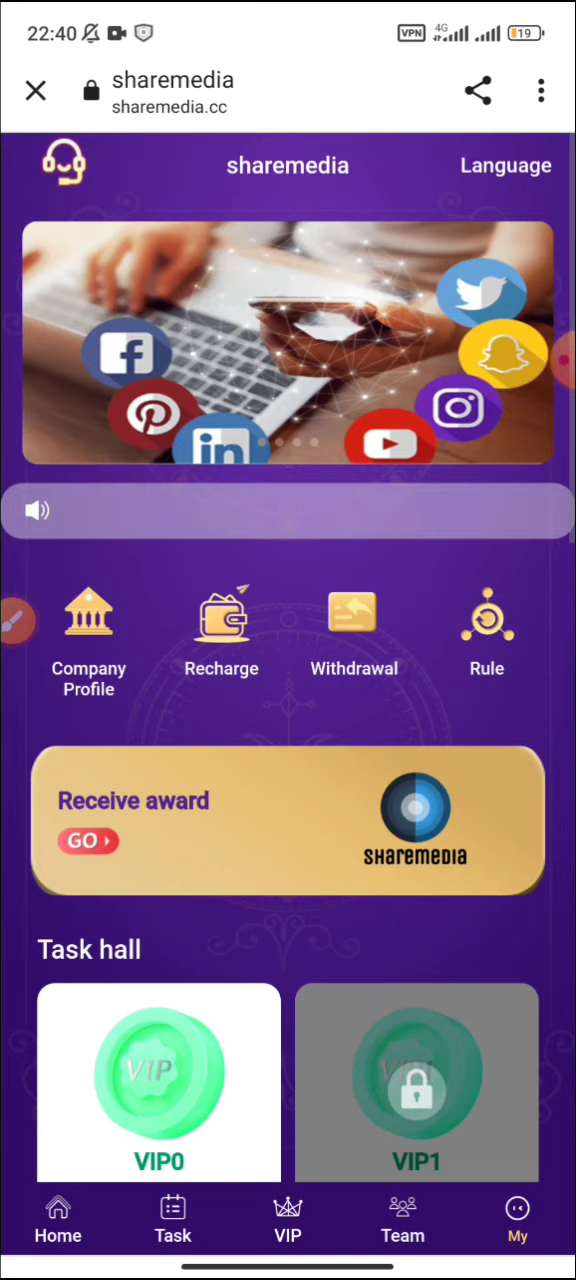 22:40
VPN
4G
19
sharemedia
sharemedia.cc
sharemedia
Language
Company
Profile
Recharge
Withdrawal
Rule
Receive award
GO
SHAREMEDIA
Task hall
VIP
VIP0
VIP1
Home
Task
VIP
Team
My